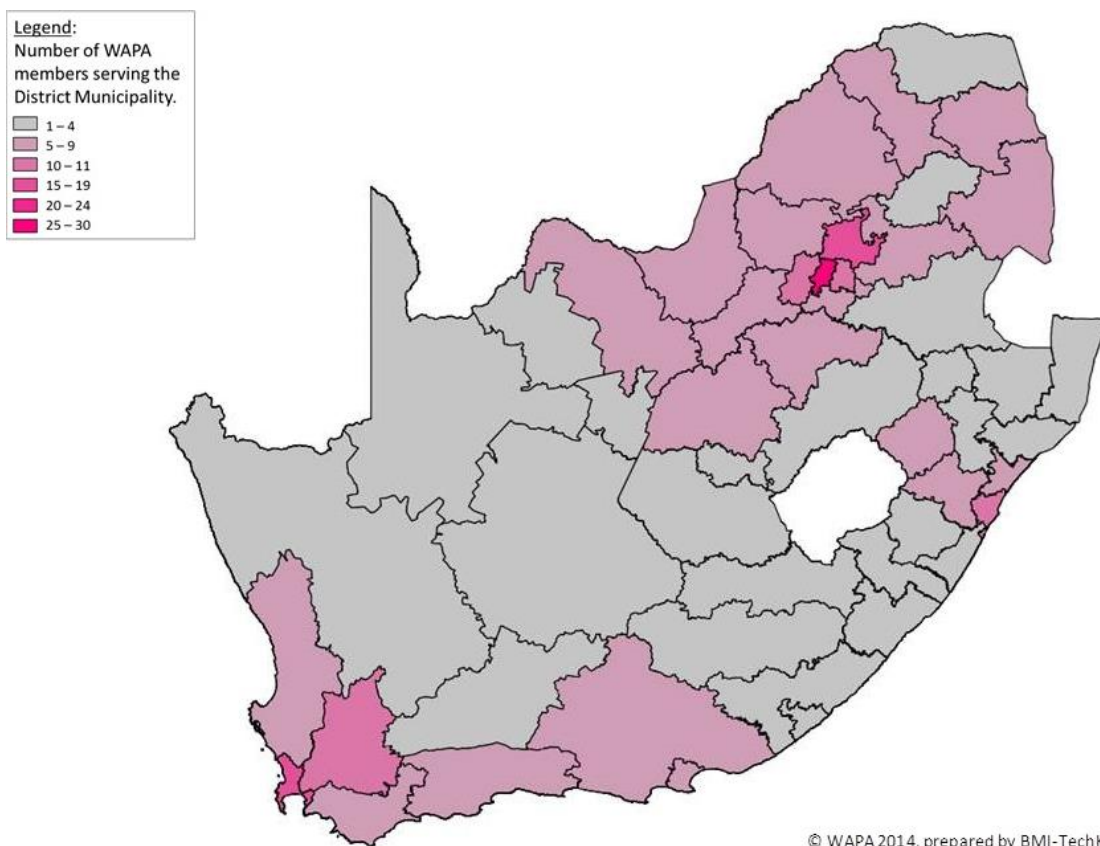 Legend:
Number of WAPA
members serving the
District Municipality.
1 – 4
5 – 9
10 – 11
15 – 19
20 – 24
25 – 30
© WAPA 2014, prepared by BMI-TechK